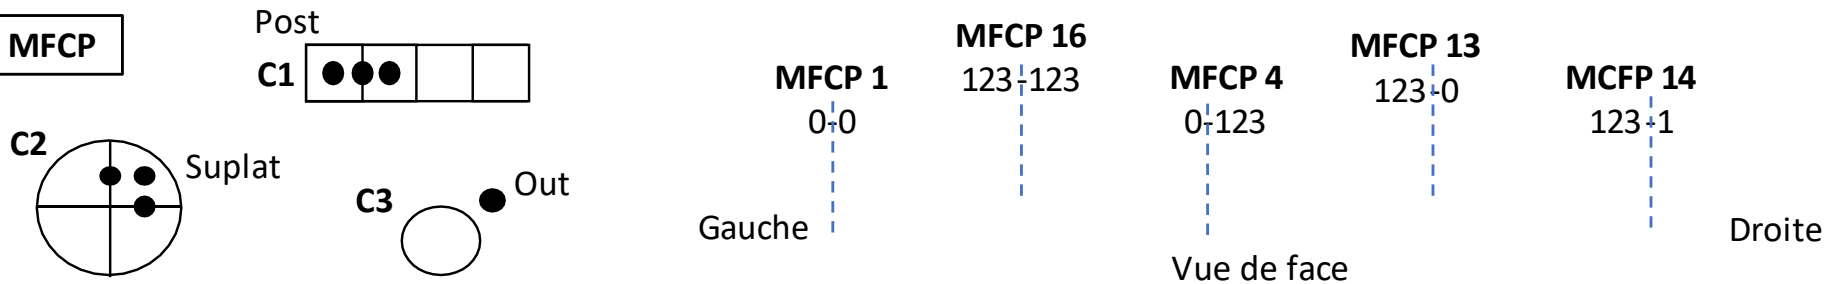 MFCP
Post
C1
C2
Suplat
C3
Out
MFCP 1
0-0
MFCP 16
123-123
MFCP 4
0-123
MFCP 13
123-0
MCFP 14
123-1
Gauche
Droite
Vue de face